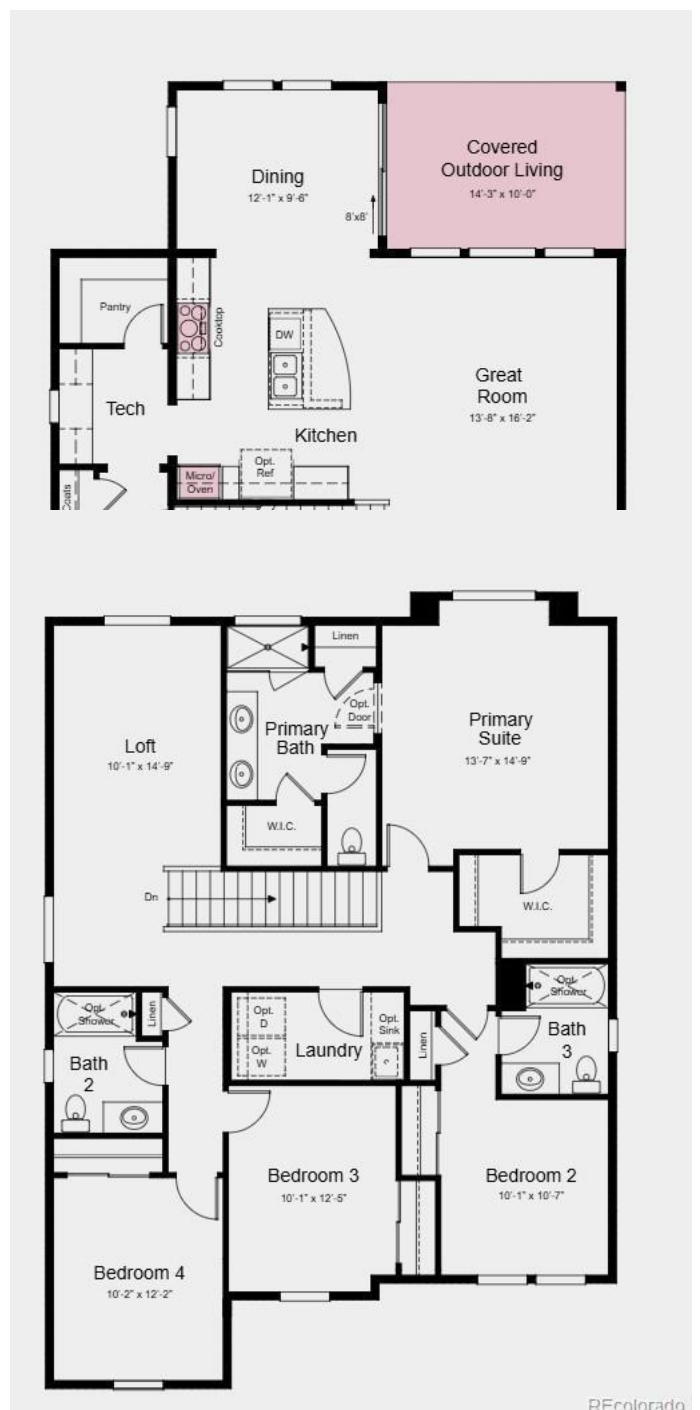 Covered
Outdoor Living
14'-3" x 10'-0"
Dining
12'-1" x 9'-6"
8'x8'
Pantry
Cooktop
DW
Great
Room
13'-8" x 16'-2"
Tech
Kitchen
Opt.
Ref
Micro/
Oven
Coats
Linen
Opt.
Door
Primary
Bath
Primary
Suite
13'-7" x 14'-9"
Loft
10'-1" x 14'-9"
W.I.C.
Dn
W.I.C.
Opt.
Shower
Linen
Opt.
D
Opt.
W
Laundry
Opt.
Sink
Linen
Opt.
Shower
Bath
3
Bath
2
Bedroom 3
10'-1" x 12'-5"
Bedroom 2
10'-1" x 10'-7"
Bedroom 4
10'-2" x 12'-2"
REcolorado